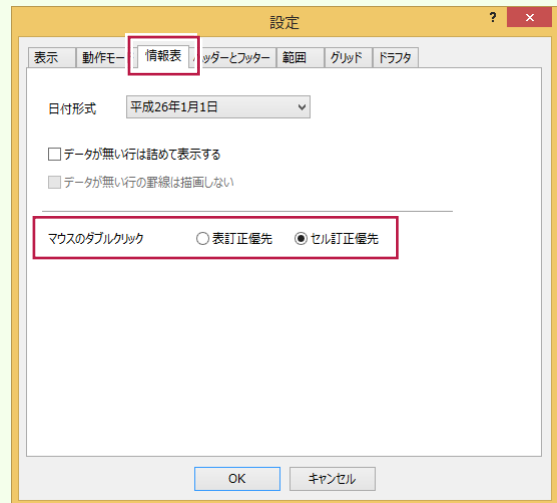 設定
?
×
表示 動作モー 情報表 ッダーとフッター 範囲 グリッド ドラフタ
日付形式 平成26年1月1日
データが無い行は詰めて表示する
データが無い行の罫線は描画しない
マウスのダブルクリック 表訂正優先 セル訂正優先
OK キャンセル